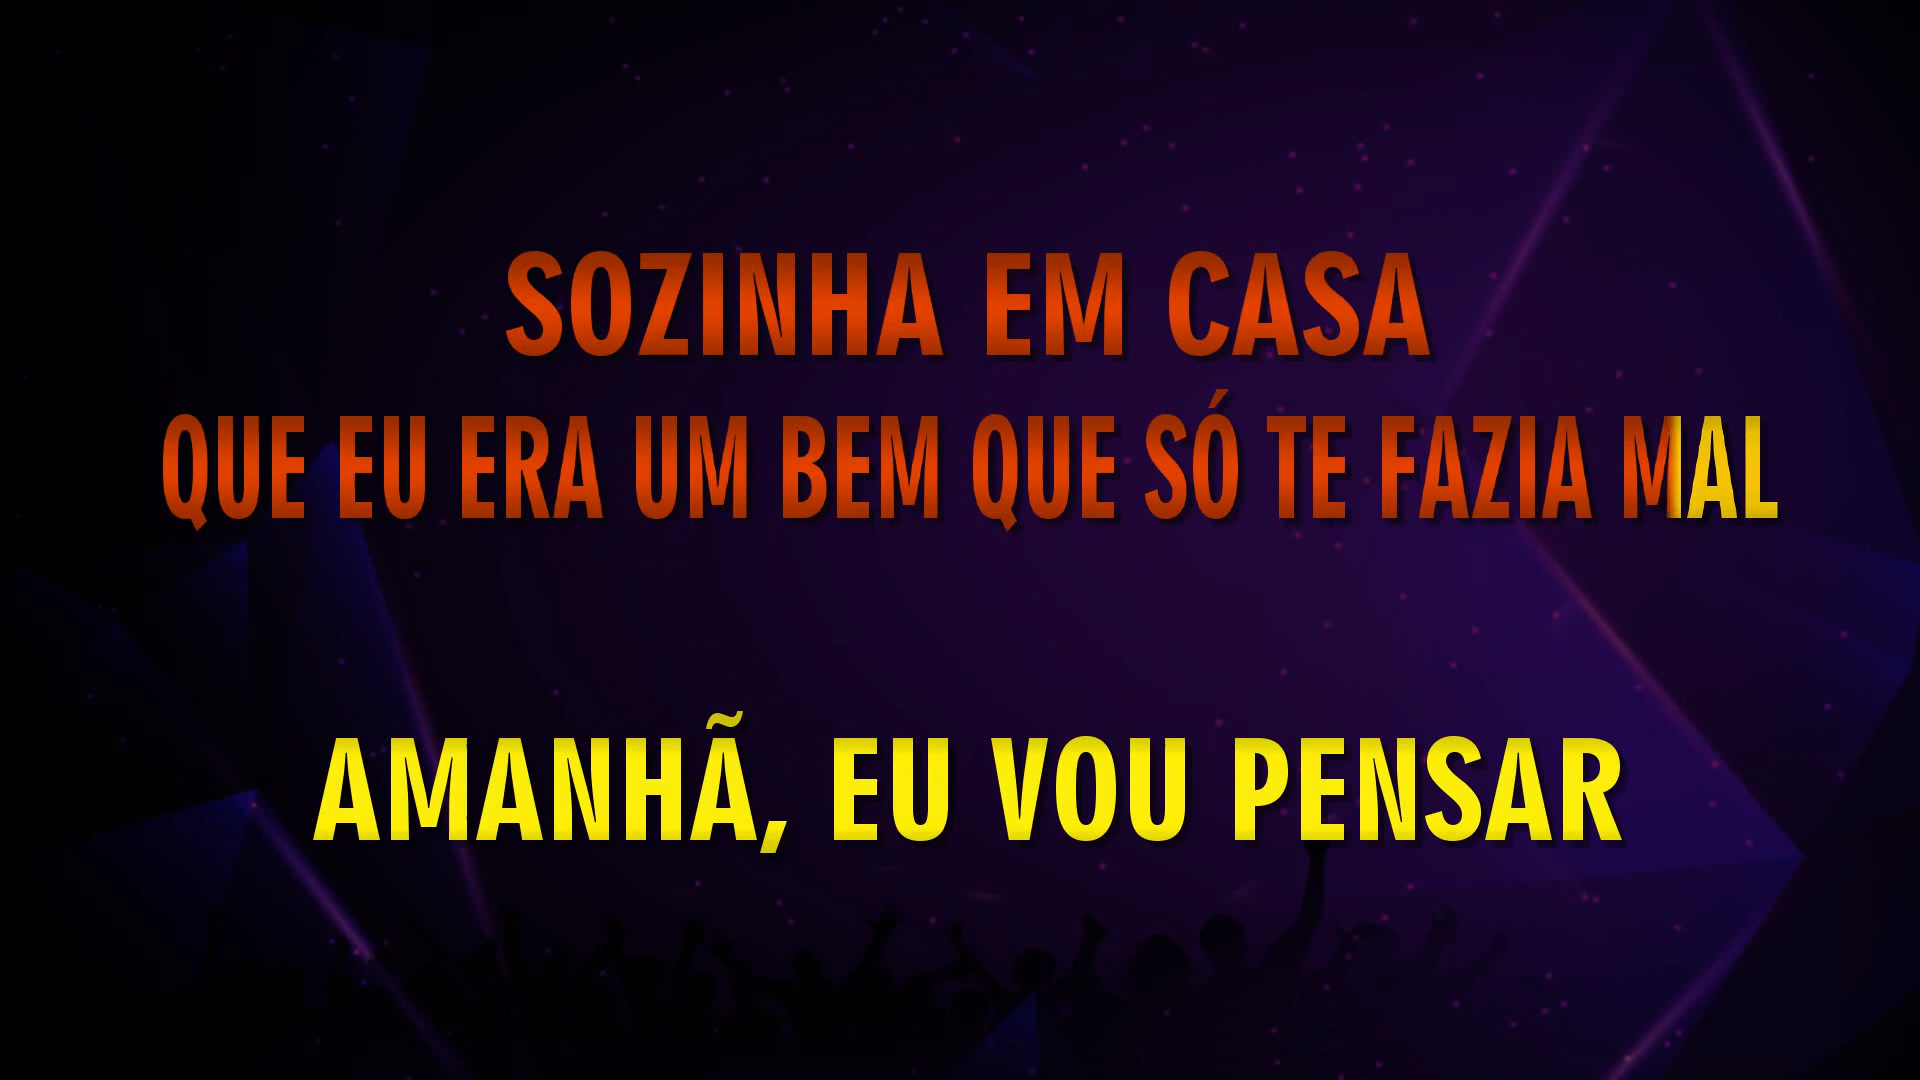 SOZINHA EM CASA
QUE EU ERA UM BEM QUE SÓ TE FAZIA MAL
AMANHÃ, EU VOU PENSAR